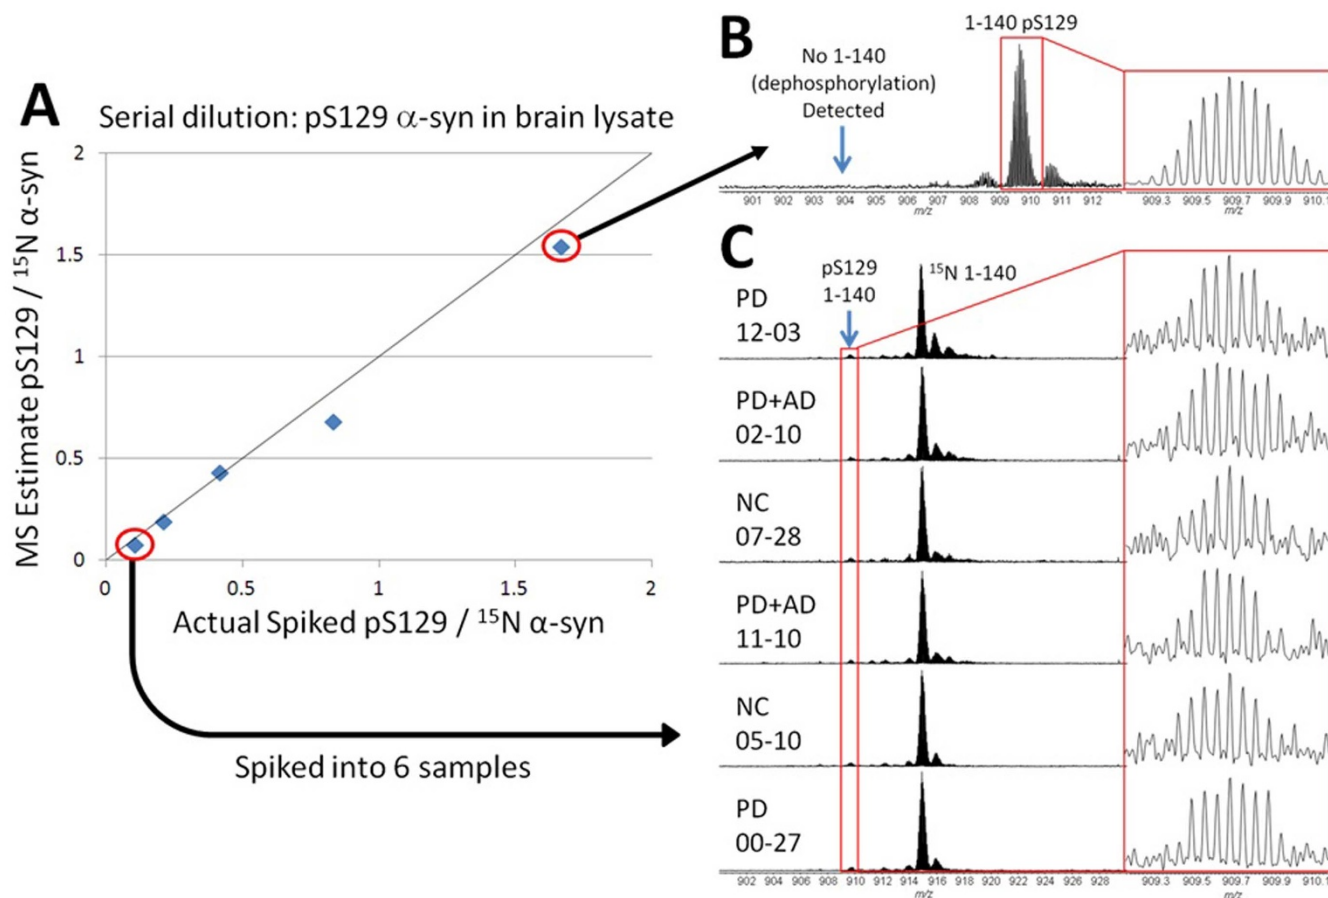 A
Serial dilution: pS129 α-syn in brain lysate
MS Estimate pS129 / ¹⁵N α-syn
2
1.5
1
0.5
0
0 0.5 1 1.5 2
Actual Spiked pS129 / ¹⁵N α-syn
Spiked into 6 samples
B
No 1-140
(dephosphorylation)
Detected
1-140 pS129
901 902 903 904 905 906 907 908 909 910 911 912
m/z
909.3 909.5 909.7 909.9 910.1
m/z
C
pS129
1-140
¹⁵N 1-140
PD
12-03
PD+AD
02-10
NC
07-28
PD+AD
11-10
NC
05-10
PD
00-27
902 904 906 908 910 912 914 916 918 920 922 924 926 928
m/z
909.3 909.5 909.7 909.9 910.1
m/z